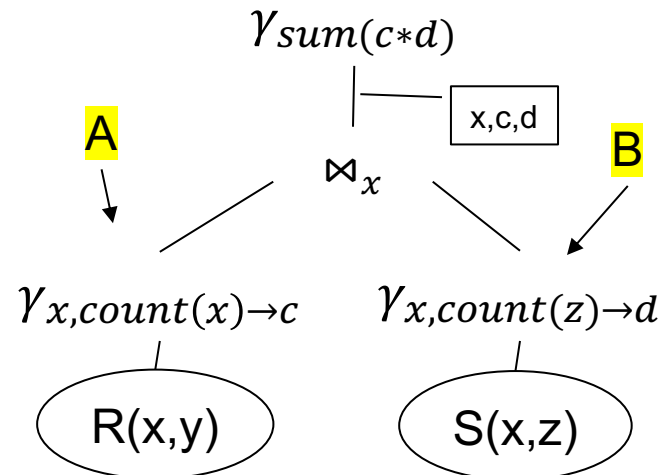 γsum(c∗d)
x,c,d
A
B
⋈x
γx,count(x)→c
γx,count(z)→d
R(x,y)
S(x,z)